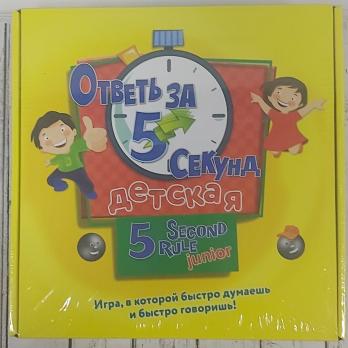 Ответь за
5
Секунд
детская
5 Second
Rule
junior
Игра, в которой быстро думаешь
и быстро говоришь!